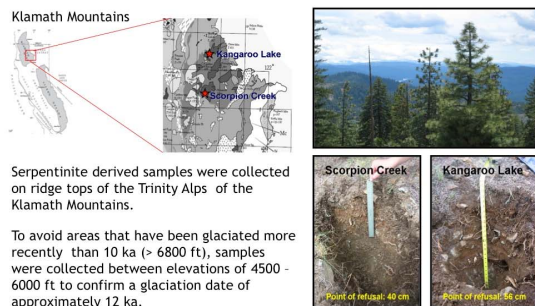 Klamath Mountains
Kangaroo Lake
Scorpion Creek
Serpentinite derived samples were collected
on ridge tops of the Trinity Alps of the
Klamath Mountains.
To avoid areas that have been glaciated more
recently than 10 ka (> 6800 ft), samples
were collected between elevations of 4500 -
6000 ft to confirm a glaciation date of
approximately 12 ka.
Scorpion Creek
Kangaroo Lake
Point of refusal: 40 cm
Point of refusal: 56 cm